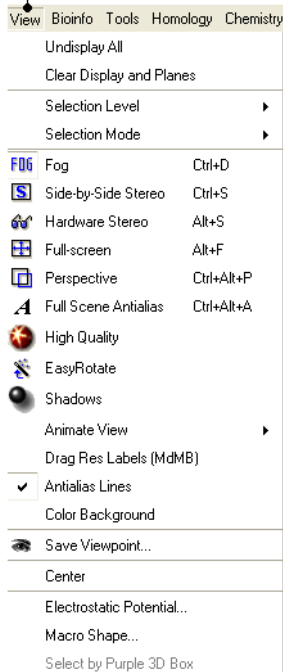 View Bioinfo Tools Homology Chemistry
Undisplay All
Clear Display and Planes
Selection Level
Selection Mode
FOG Fog Ctrl+D
S Side-by-Side Stereo Ctrl+S
Hardware Stereo Alt+S
Full-screen Alt+F
Perspective Ctrl+Alt+P
A Full Scene Antialias Ctrl+Alt+A
High Quality
EasyRotate
Shadows
Animate View
Drag Res Labels (MdMB)
Antialias Lines
Color Background
Save Viewpoint...
Center
Electrostatic Potential...
Macro Shape...
Select by Purple 3D Box